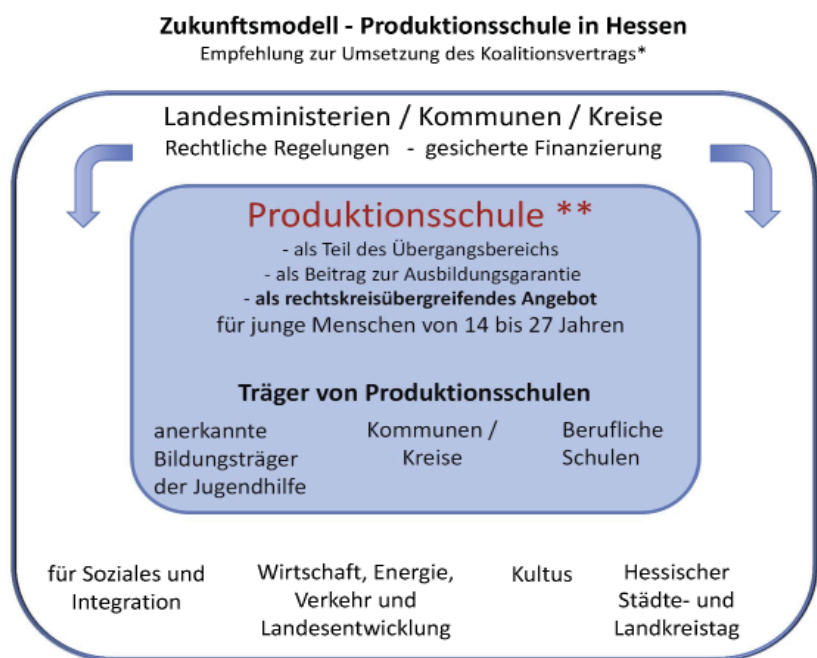 Zukunftsmodell - Produktionsschule in Hessen
Empfehlung zur Umsetzung des Koalitionsvertrags*
Landesministerien / Kommunen / Kreise
Rechtliche Regelungen - gesicherte Finanzierung
Produktionsschule **
- als Teil des Übergangsbereichs
- als Beitrag zur Ausbildungsgarantie
- als rechtskreisübergreifendes Angebot
für junge Menschen von 14 bis 27 Jahren
Träger von Produktionsschulen
anerkannte
Bildungsträger
der Jugendhilfe
Kommunen /
Kreise
Berufliche
Schulen
für Soziales und
Integration
Wirtschaft, Energie,
Verkehr und
Landesentwicklung
Kultus
Hessischer
Städte- und
Landkreistag